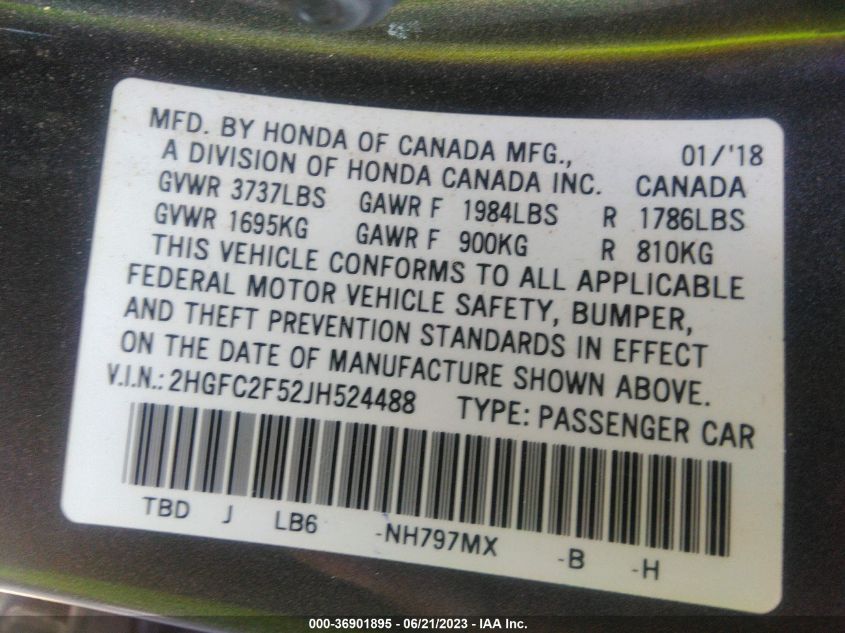 MFD. BY HONDA OF CANADA MFG., 01/'18
A DIVISION OF HONDA CANADA INC. CANADA
GVWR 3737LBS GAWR F 1984LBS R 1786LBS
GVWR 1695KG GAWR F 900KG R 810KG
THIS VEHICLE CONFORMS TO ALL APPLICABLE
FEDERAL MOTOR VEHICLE SAFETY, BUMPER,
AND THEFT PREVENTION STANDARDS IN EFFECT
ON THE DATE OF MANUFACTURE SHOWN ABOVE.
V.I.N.: 2HGFC2F52JH524488 TYPE: PASSENGER CAR
TBD J LB6 -NH797MX -B -H
000-36901895 - 06/21/2023 - IAA Inc.